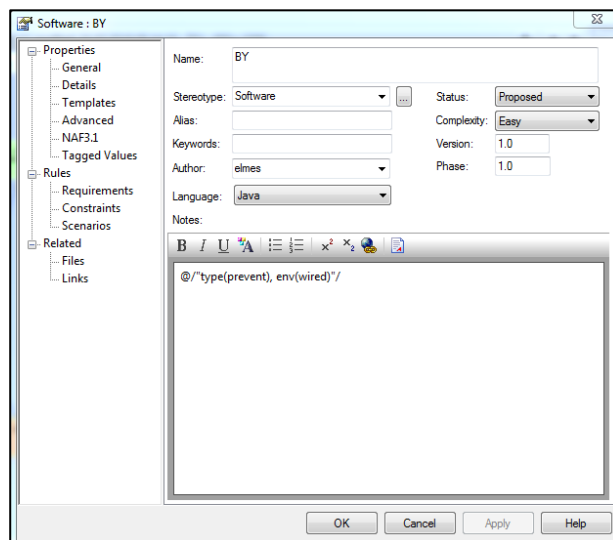 Software : BY
Properties
General
Details
Templates
Advanced
NAF3.1
Tagged Values
Rules
Requirements
Constraints
Scenarios
Related
Files
Links
Name: BY
Stereotype: Software ... Status: Proposed
Alias: Complexity: Easy
Keywords: Version: 1.0
Author: elmes Phase: 1.0
Language: Java
Notes:
B I U A x² x₂
@/"type(prevent), env(wired)"/
OK Cancel Apply Help